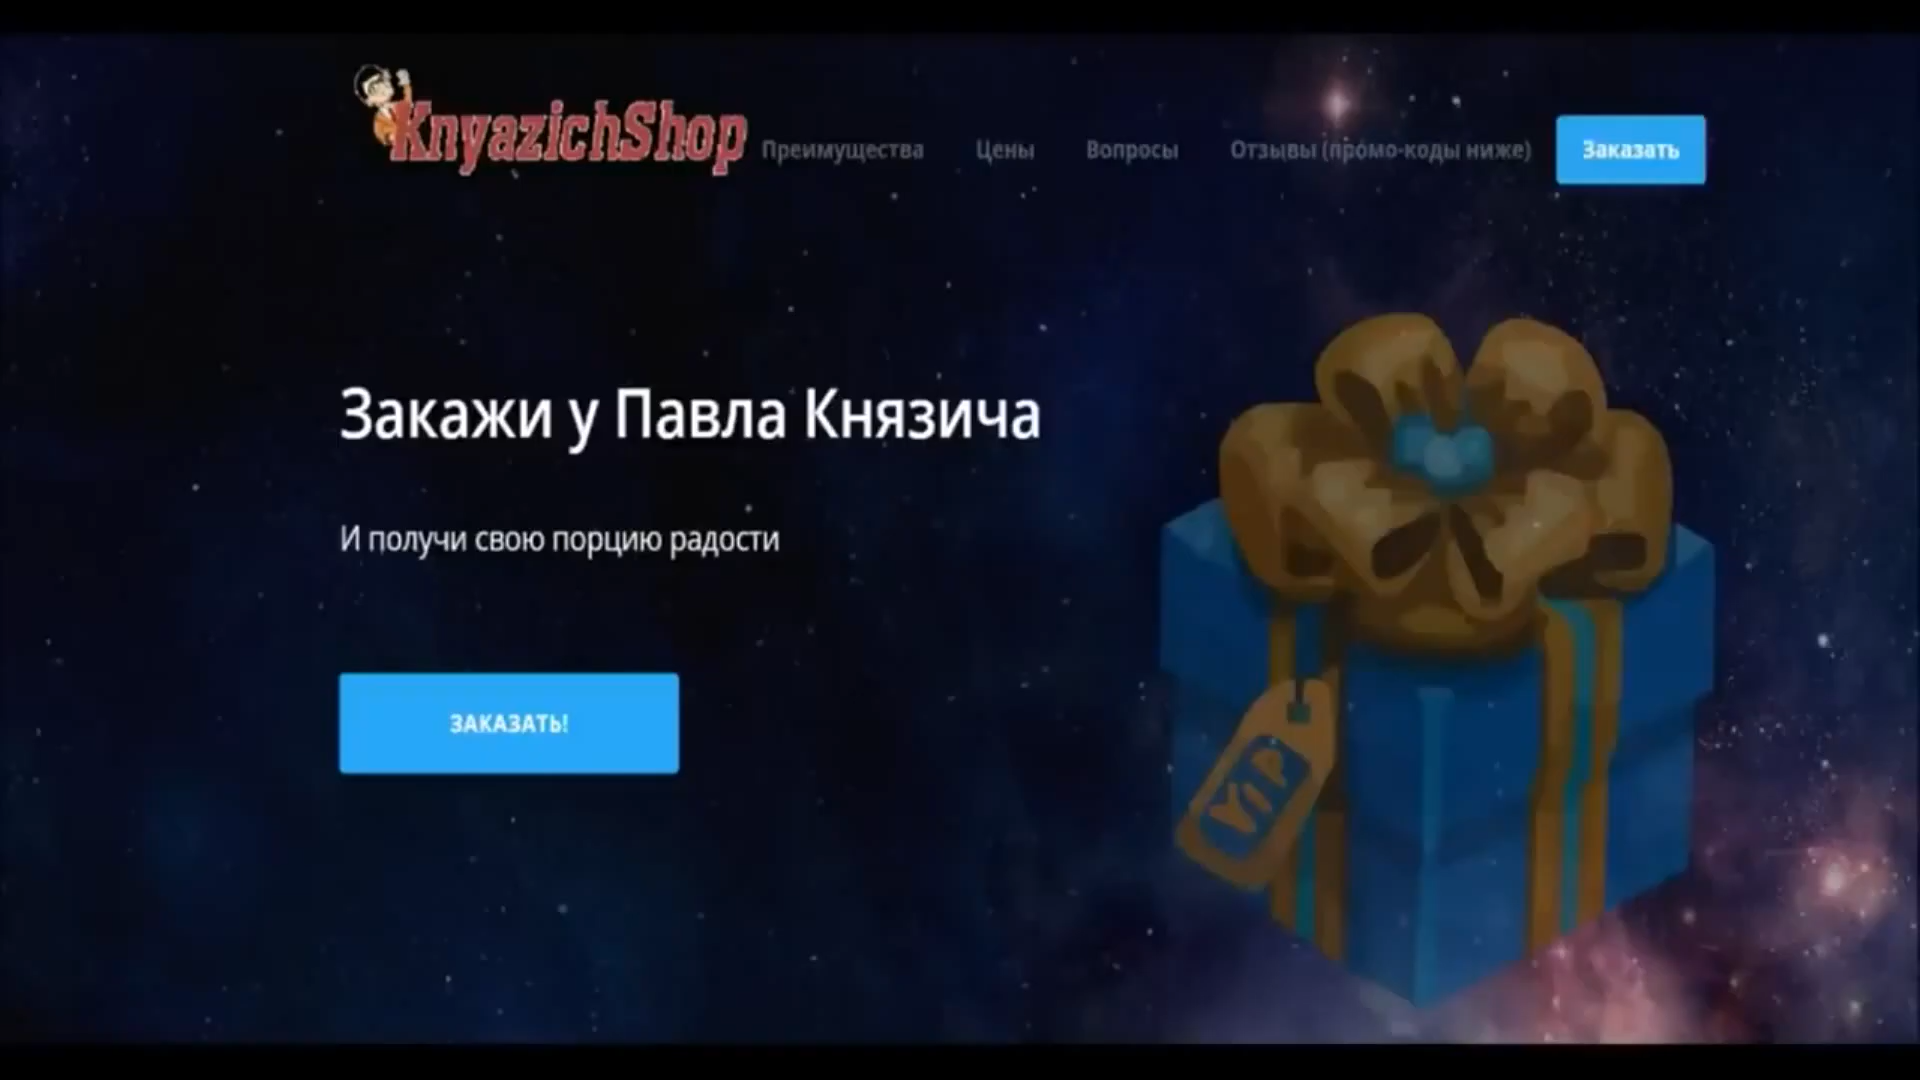 KnyazichShop
Преимущества Цены Вопросы Отзывы (промо-коды ниже) Заказать
Закажи у Павла Князича
И получи свою порцию радости
ЗАКАЗАТЬ!
ViP